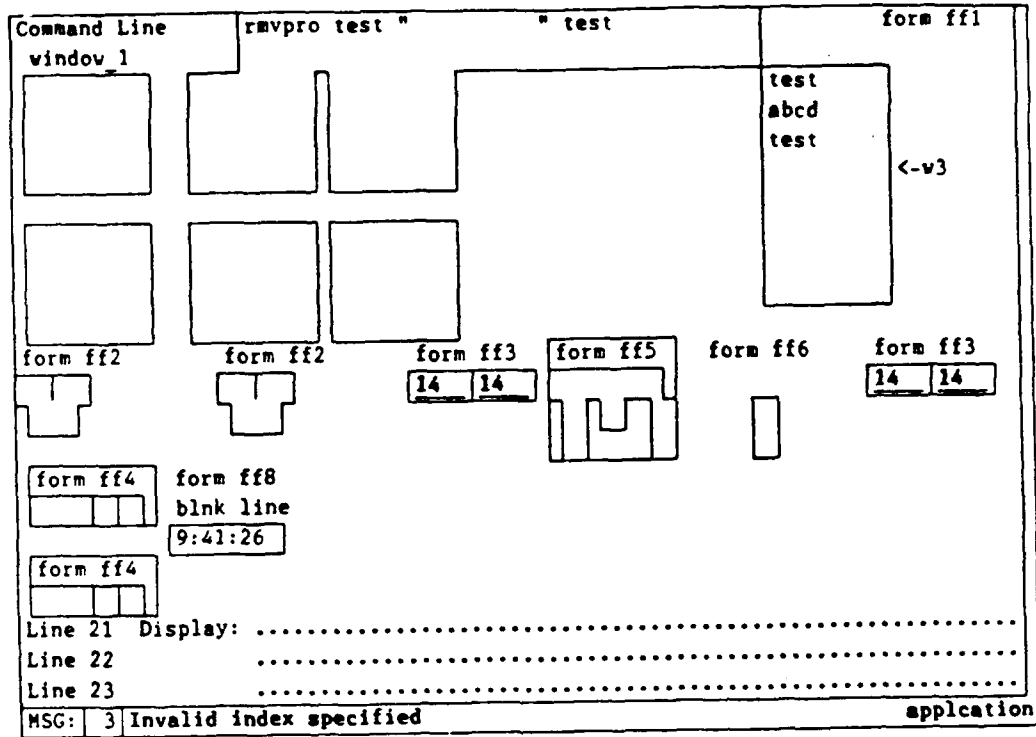 Command Line rmvpro test " " test form ff1
window_1
test
abcd
test
<-w3
form ff2 form ff2 form ff3 form ff5 form ff6 form ff3
14 14 14 14
form ff4 form ff8
blnk line
9:41:26
form ff4
Line 21 Display: ............................................................
Line 22 ............................................................
Line 23 ............................................................
MSG: 3 Invalid index specified applcation